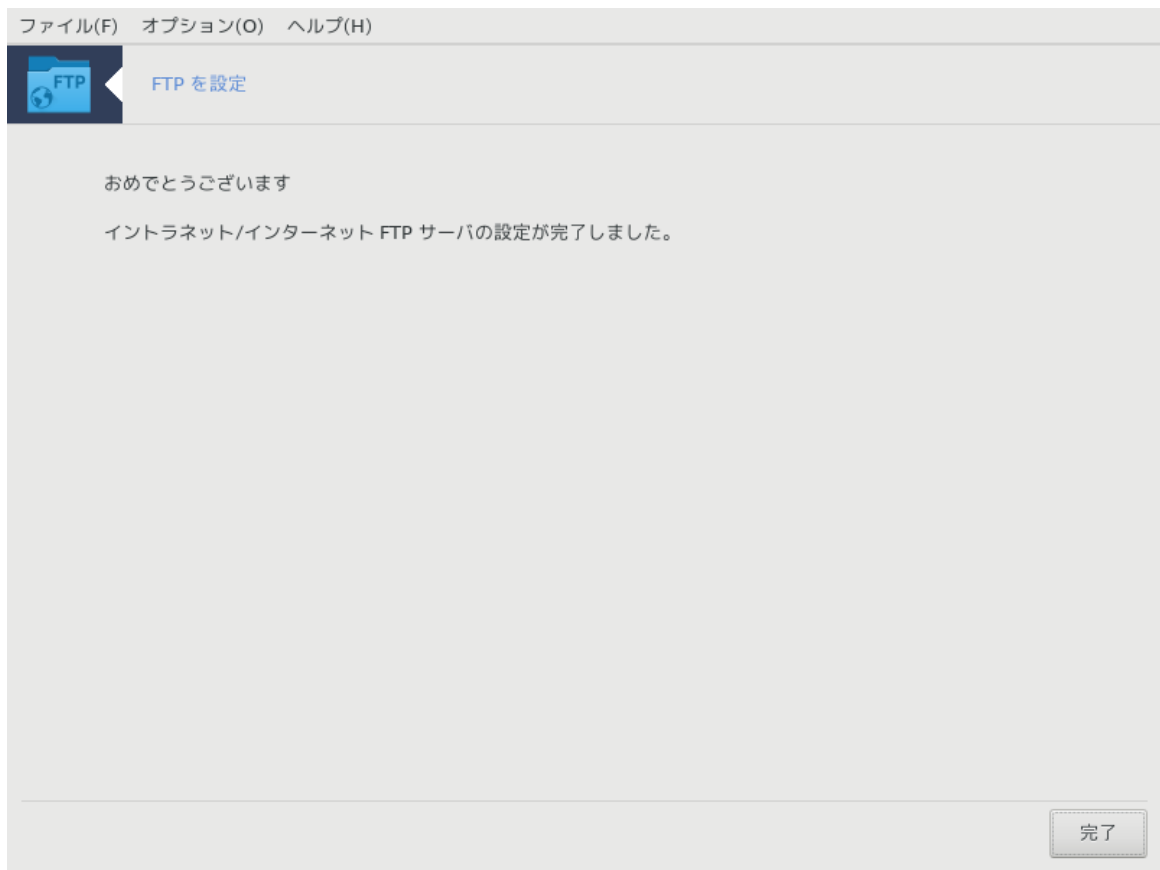 ファイル(F) オプション(O) ヘルプ(H)
FTP
FTP を設定
おめでとうございます
イントラネット/インターネット FTP サーバの設定が完了しました。
完了